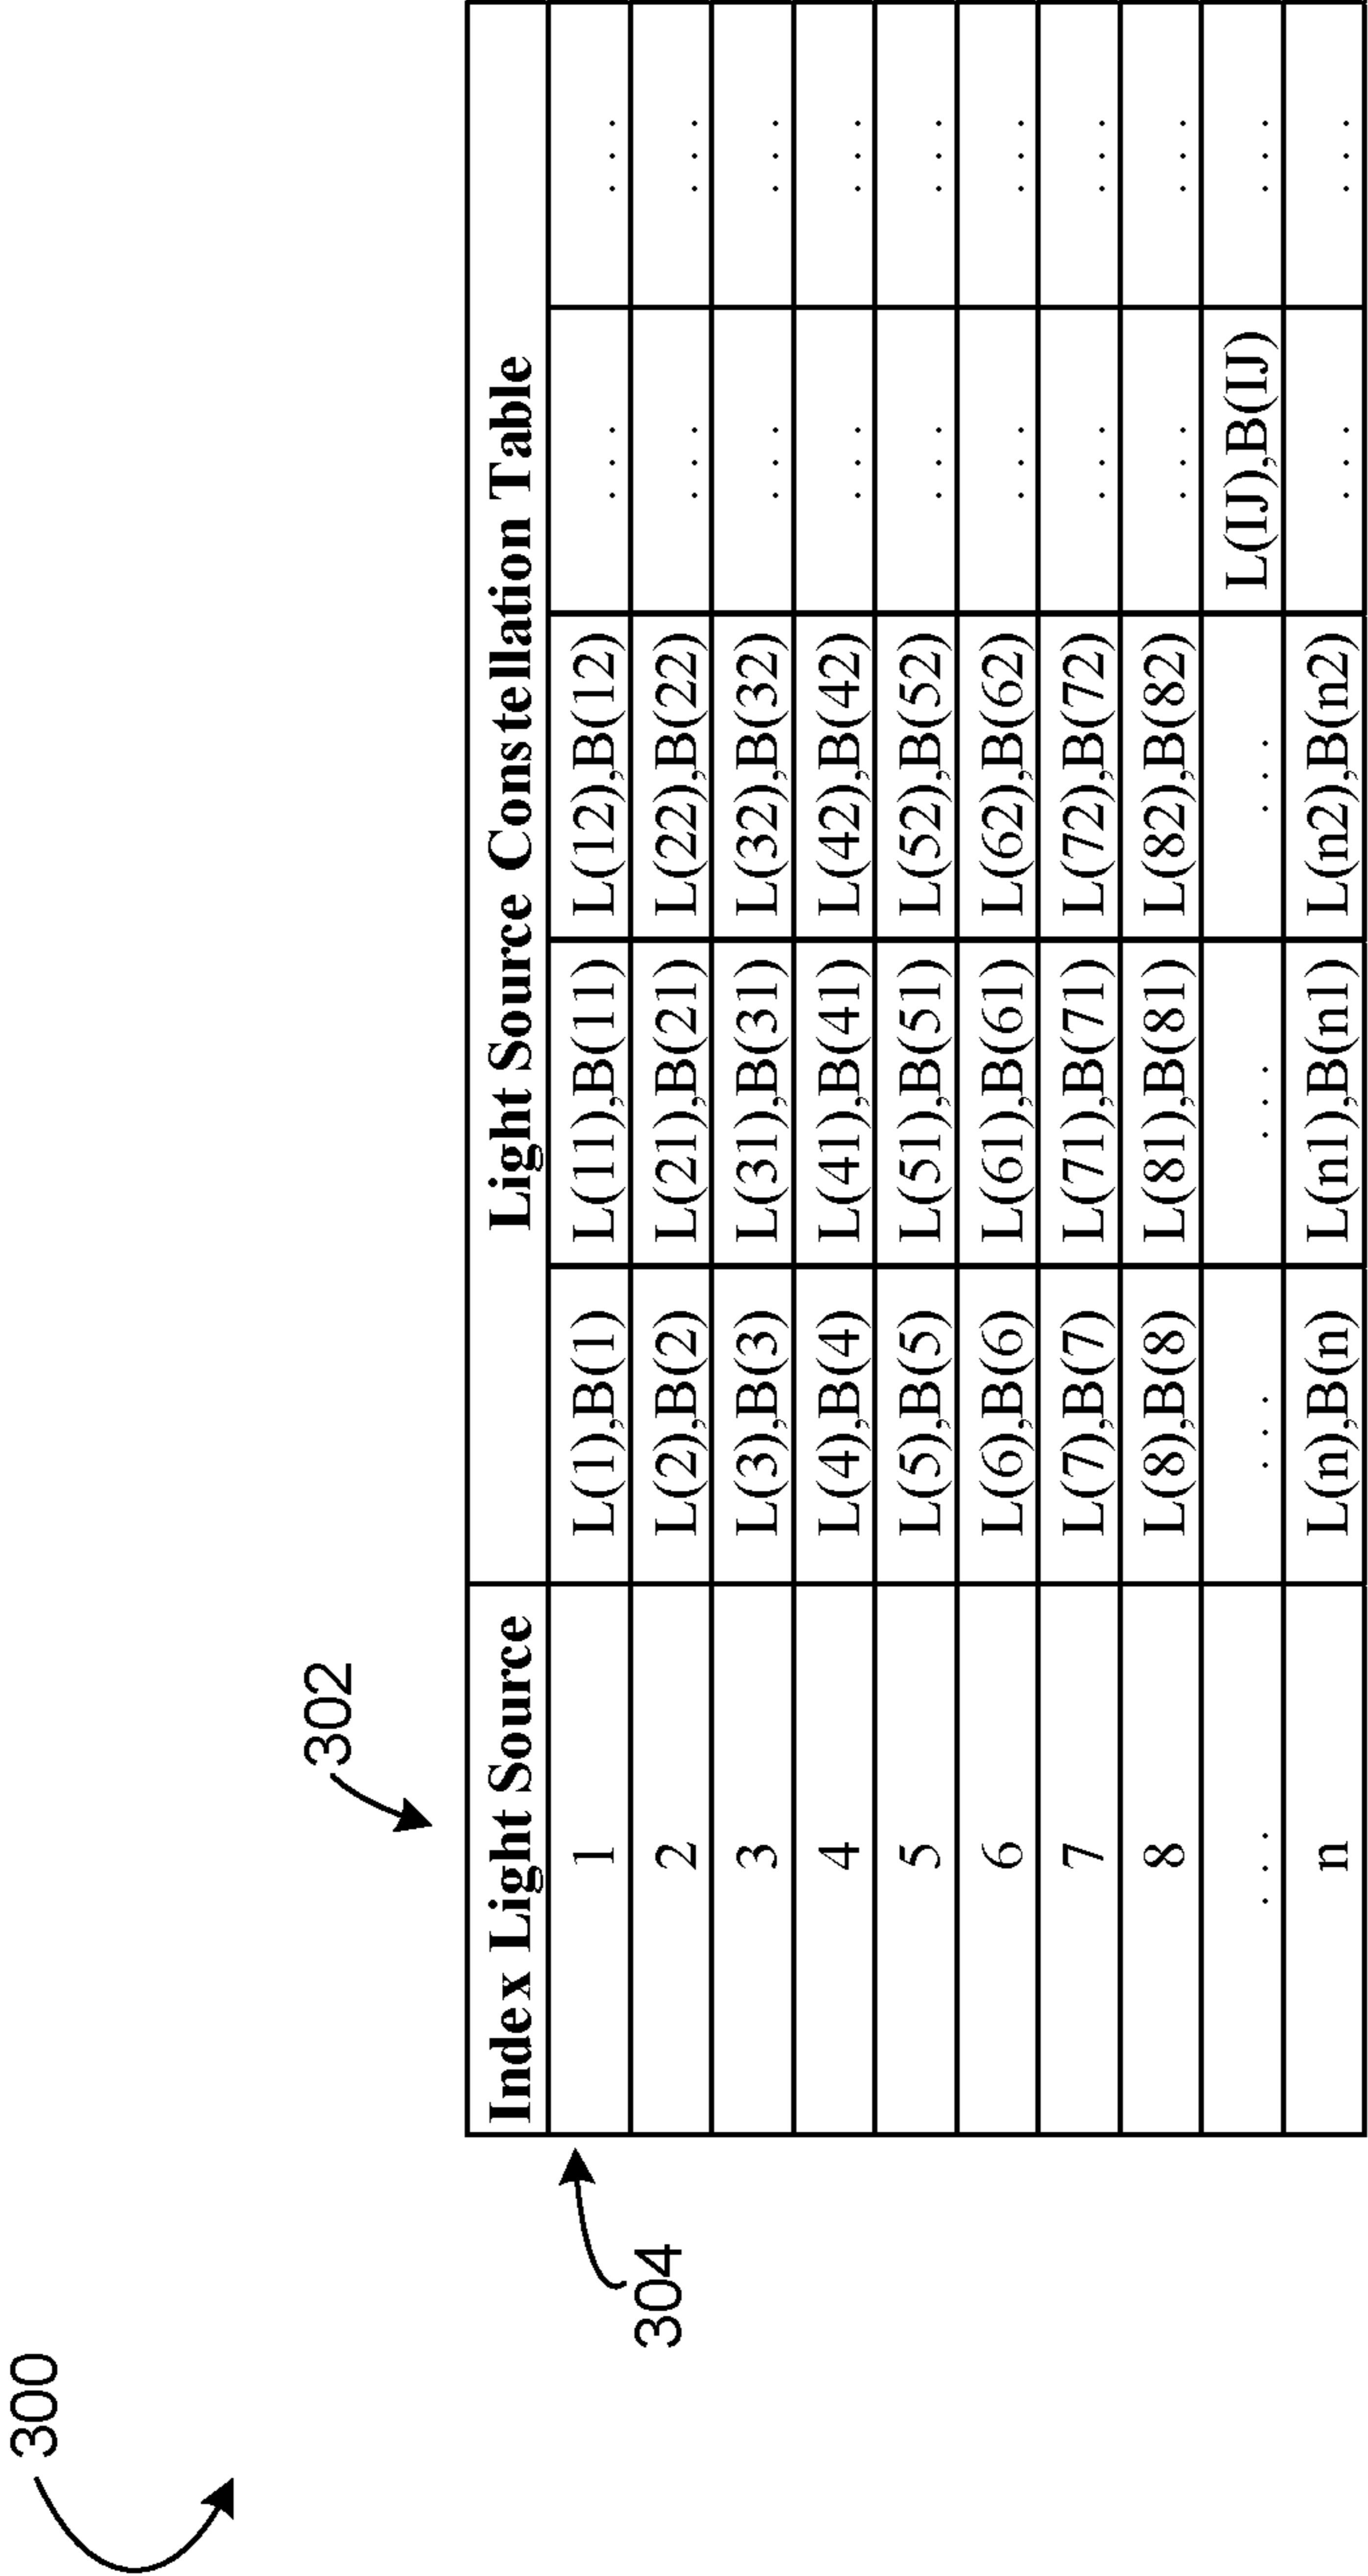 300
302
304
Index Light Source Light Source Constellation Table
1 L(1),B(1) L(11),B(11) L(12),B(12) ... ...
2 L(2),B(2) L(21),B(21) L(22),B(22) ... ...
3 L(3),B(3) L(31),B(31) L(32),B(32) ... ...
4 L(4),B(4) L(41),B(41) L(42),B(42) ... ...
5 L(5),B(5) L(51),B(51) L(52),B(52) ... ...
6 L(6),B(6) L(61),B(61) L(62),B(62) ... ...
7 L(7),B(7) L(71),B(71) L(72),B(72) ... ...
8 L(8),B(8) L(81),B(81) L(82),B(82) ... ...
... ... ... ... L(IJ),B(IJ) ...
n L(n),B(n) L(n1),B(n1) L(n2),B(n2) ... ...